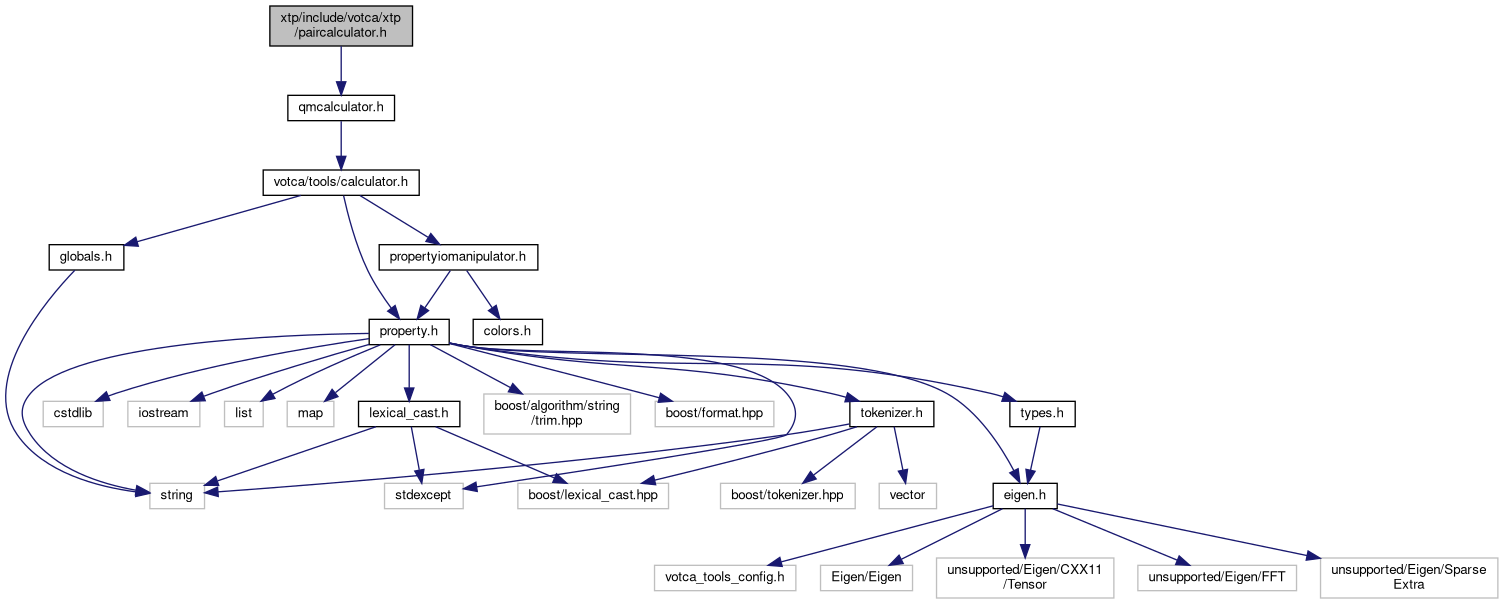 xtp/include/votca/xtp
/paircalculator.h
qmcalculator.h
votca/tools/calculator.h
globals.h
propertyiomanipulator.h
property.h
colors.h
cstdlib
iostream
list
map
lexical_cast.h
boost/algorithm/string
/trim.hpp
boost/format.hpp
tokenizer.h
types.h
string
stdexcept
boost/lexical_cast.hpp
boost/tokenizer.hpp
vector
eigen.h
votca_tools_config.h
Eigen/Eigen
unsupported/Eigen/CXX11
/Tensor
unsupported/Eigen/FFT
unsupported/Eigen/Sparse
Extra